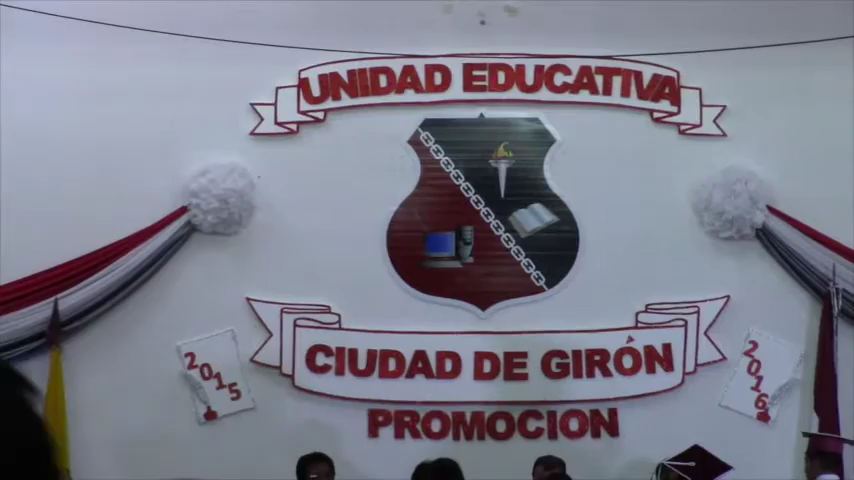 UNIDAD EDUCATIVA
CIUDAD DE GIRÓN
2015
2016
PROMOCION